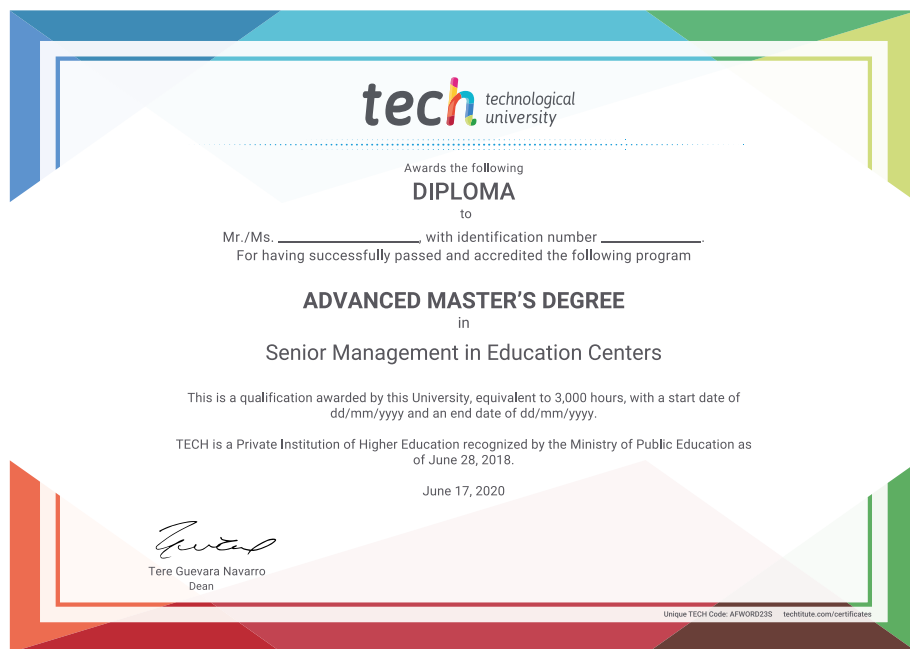 tech technological
university
Awards the following
DIPLOMA
to
Mr./Ms. ____________________, with identification number ______________.
For having successfully passed and accredited the following program
ADVANCED MASTER'S DEGREE
in
Senior Management in Education Centers
This is a qualification awarded by this University, equivalent to 3,000 hours, with a start date of
dd/mm/yyyy and an end date of dd/mm/yyyy.
TECH is a Private Institution of Higher Education recognized by the Ministry of Public Education as
of June 28, 2018.
June 17, 2020
Tere Guevara Navarro
Dean
Unique TECH Code: AFWORD23S techtitute.com/certificates